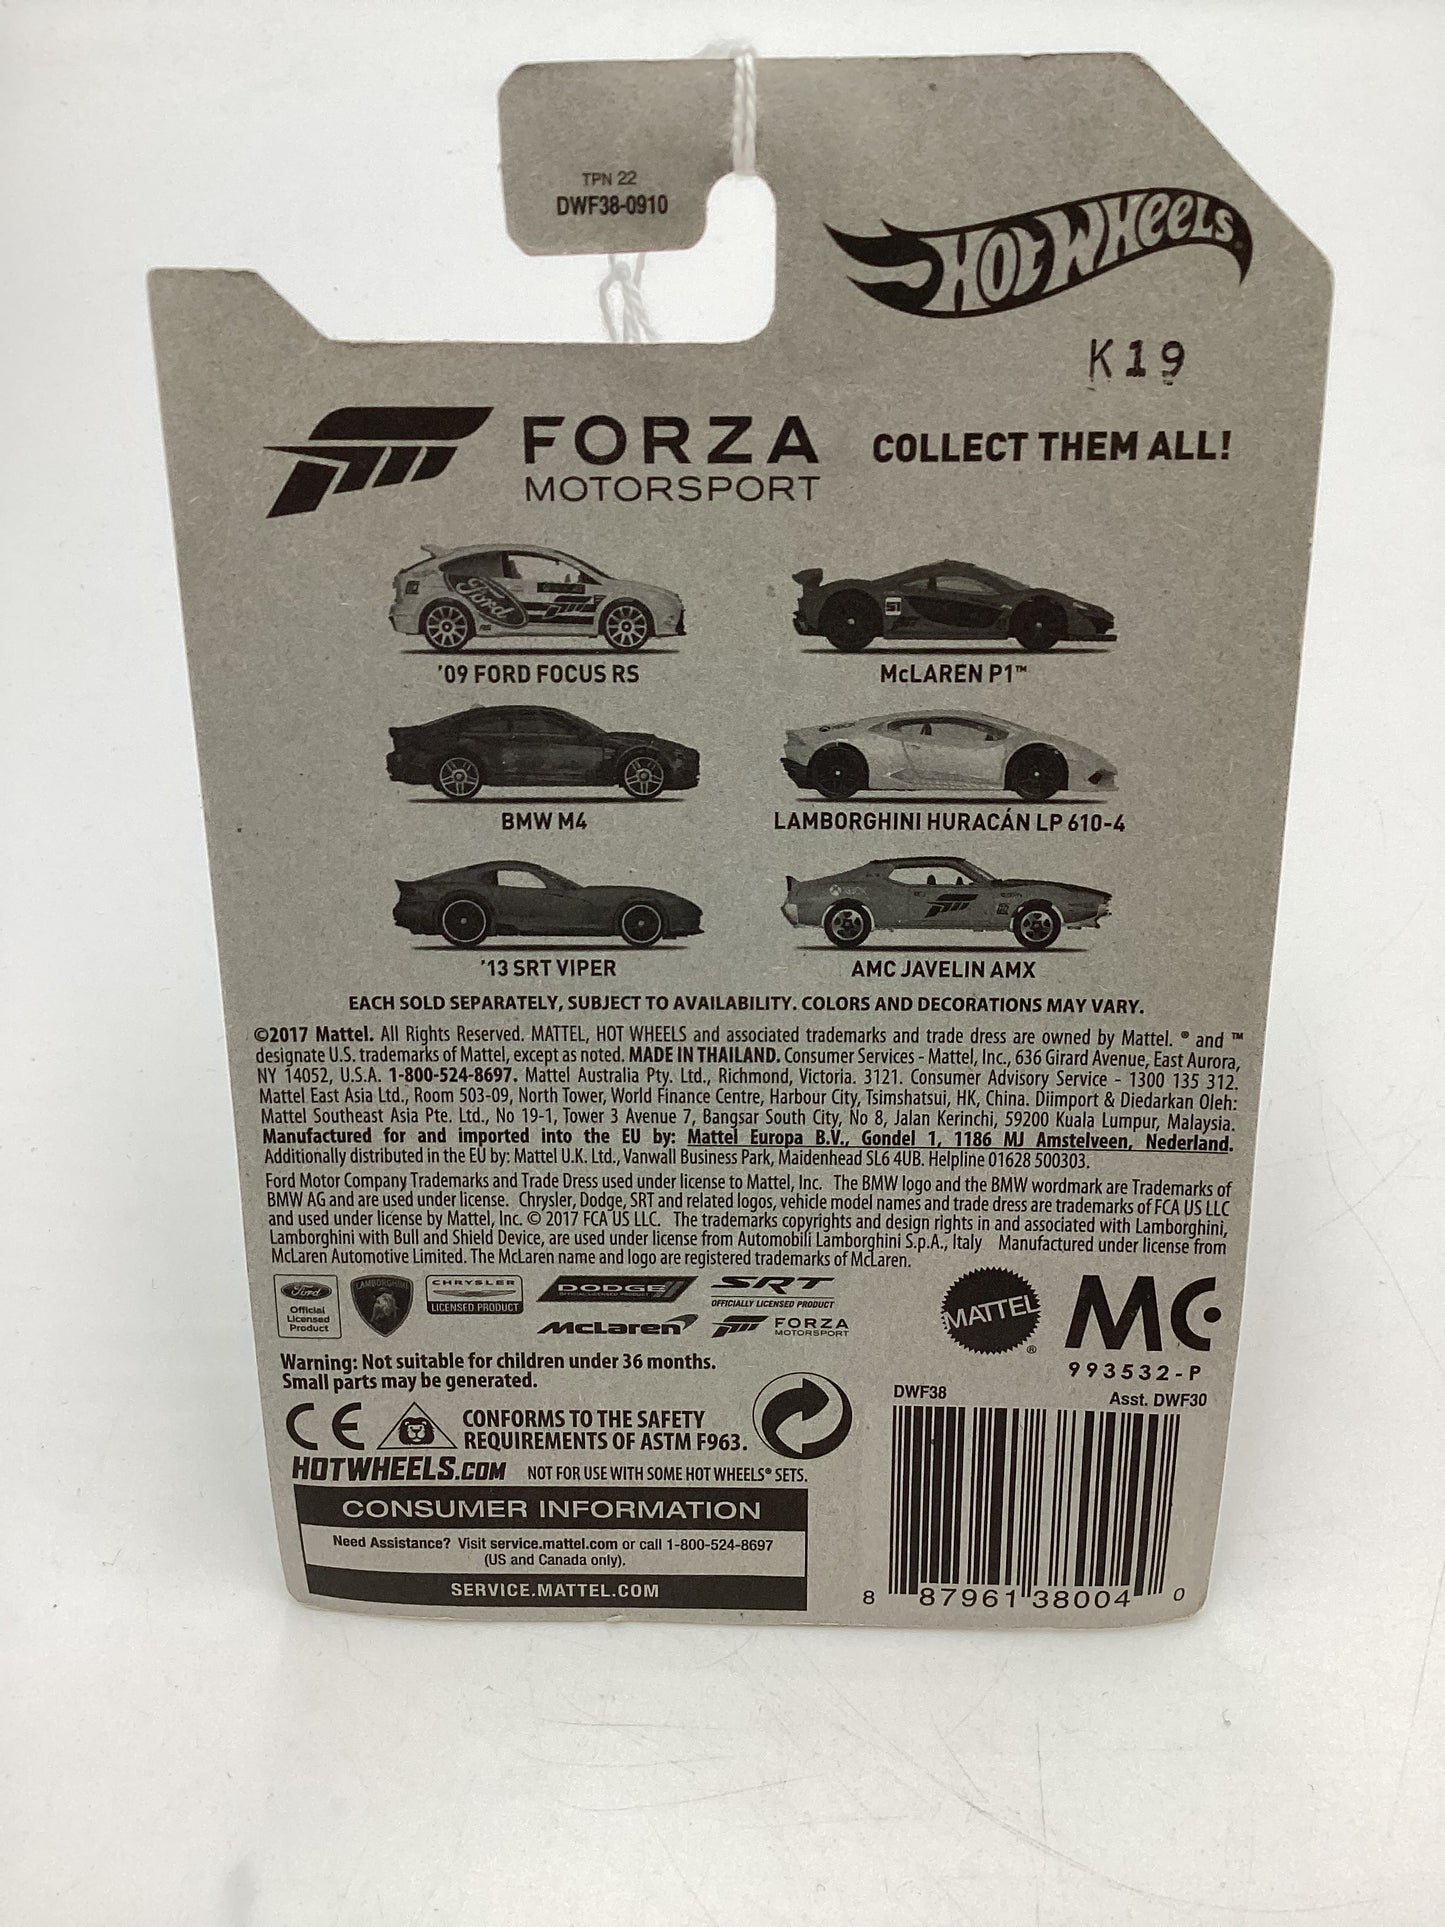 TPN 22
DWF38-0910
HOT WHEELS
K19
FORZA
MOTORSPORT
COLLECT THEM ALL!
Ford
51
'09 FORD FOCUS RS
McLAREN P1™
XBOX
BMW M4
LAMBORGHINI HURACÁN LP 610-4
XBOX
'13 SRT VIPER
AMC JAVELIN AMX
EACH SOLD SEPARATELY, SUBJECT TO AVAILABILITY. COLORS AND DECORATIONS MAY VARY.
©2017 Mattel. All Rights Reserved. MATTEL, HOT WHEELS and associated trademarks and trade dress are owned by Mattel. ® and ™
designate U.S. trademarks of Mattel, except as noted. MADE IN THAILAND. Consumer Services - Mattel, Inc., 636 Girard Avenue, East Aurora,
NY 14052, U.S.A. 1-800-524-8697. Mattel Australia Pty. Ltd., Richmond, Victoria. 3121. Consumer Advisory Service - 1300 135 312.
Mattel East Asia Ltd., Room 503-09, North Tower, World Finance Centre, Harbour City, Tsimshatsui, HK, China. Diimport & Diedarkan Oleh:
Mattel Southeast Asia Pte. Ltd., No 19-1, Tower 3 Avenue 7, Bangsar South City, No 8, Jalan Kerinchi, 59200 Kuala Lumpur, Malaysia.
Manufactured for and imported into the EU by: Mattel Europa B.V., Gondel 1, 1186 MJ Amstelveen, Nederland.
Additionally distributed in the EU by: Mattel U.K. Ltd., Vanwall Business Park, Maidenhead SL6 4UB. Helpline 01628 500303.
Ford Motor Company Trademarks and Trade Dress used under license to Mattel, Inc. The BMW logo and the BMW wordmark are Trademarks of
BMW AG and are used under license. Chrysler, Dodge, SRT and related logos, vehicle model names and trade dress are trademarks of FCA US LLC
and used under license by Mattel, Inc. © 2017 FCA US LLC. The trademarks copyrights and design rights in and associated with Lamborghini,
Lamborghini with Bull and Shield Device, are used under license from Automobili Lamborghini S.p.A., Italy Manufactured under license from
McLaren Automotive Limited. The McLaren name and logo are registered trademarks of McLaren.
Ford
Official
Licensed
Product
LAMBORGHINI
CHRYSLER
LICENSED PRODUCT
DODGE
OFFICIAL LICENSED PRODUCT
SRT
OFFICIALLY LICENSED PRODUCT
McLaren
FORZA
MOTORSPORT
MATTEL®
MC
993532-P
Warning: Not suitable for children under 36 months.
Small parts may be generated.
CE
CONFORMS TO THE SAFETY
REQUIREMENTS OF ASTM F963.
HOTWHEELS.COM NOT FOR USE WITH SOME HOT WHEELS® SETS.
CONSUMER INFORMATION
Need Assistance? Visit service.mattel.com or call 1-800-524-8697
(US and Canada only).
SERVICE.MATTEL.COM
DWF38
Asst. DWF30
8 87961 38004 0